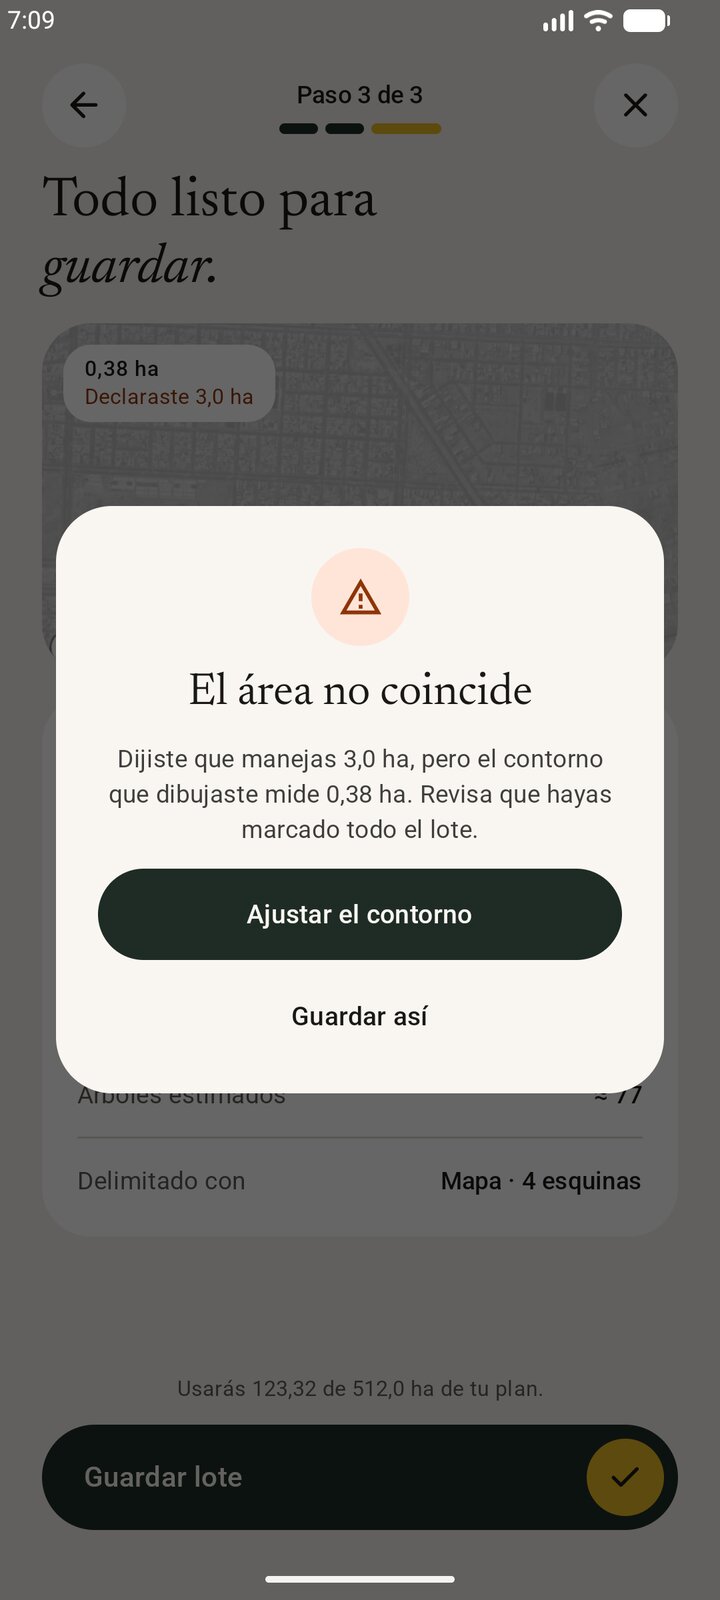 7:09
Paso 3 de 3
Todo listo para
guardar.
0,38 ha
Declaraste 3,0 ha
El área no coincide
Dijiste que manejas 3,0 ha, pero el contorno
que dibujaste mide 0,38 ha. Revisa que hayas
marcado todo el lote.
Ajustar el contorno
Guardar así
Árboles estimados ≈ 77
Delimitado con Mapa · 4 esquinas
Usarás 123,32 de 512,0 ha de tu plan.
Guardar lote